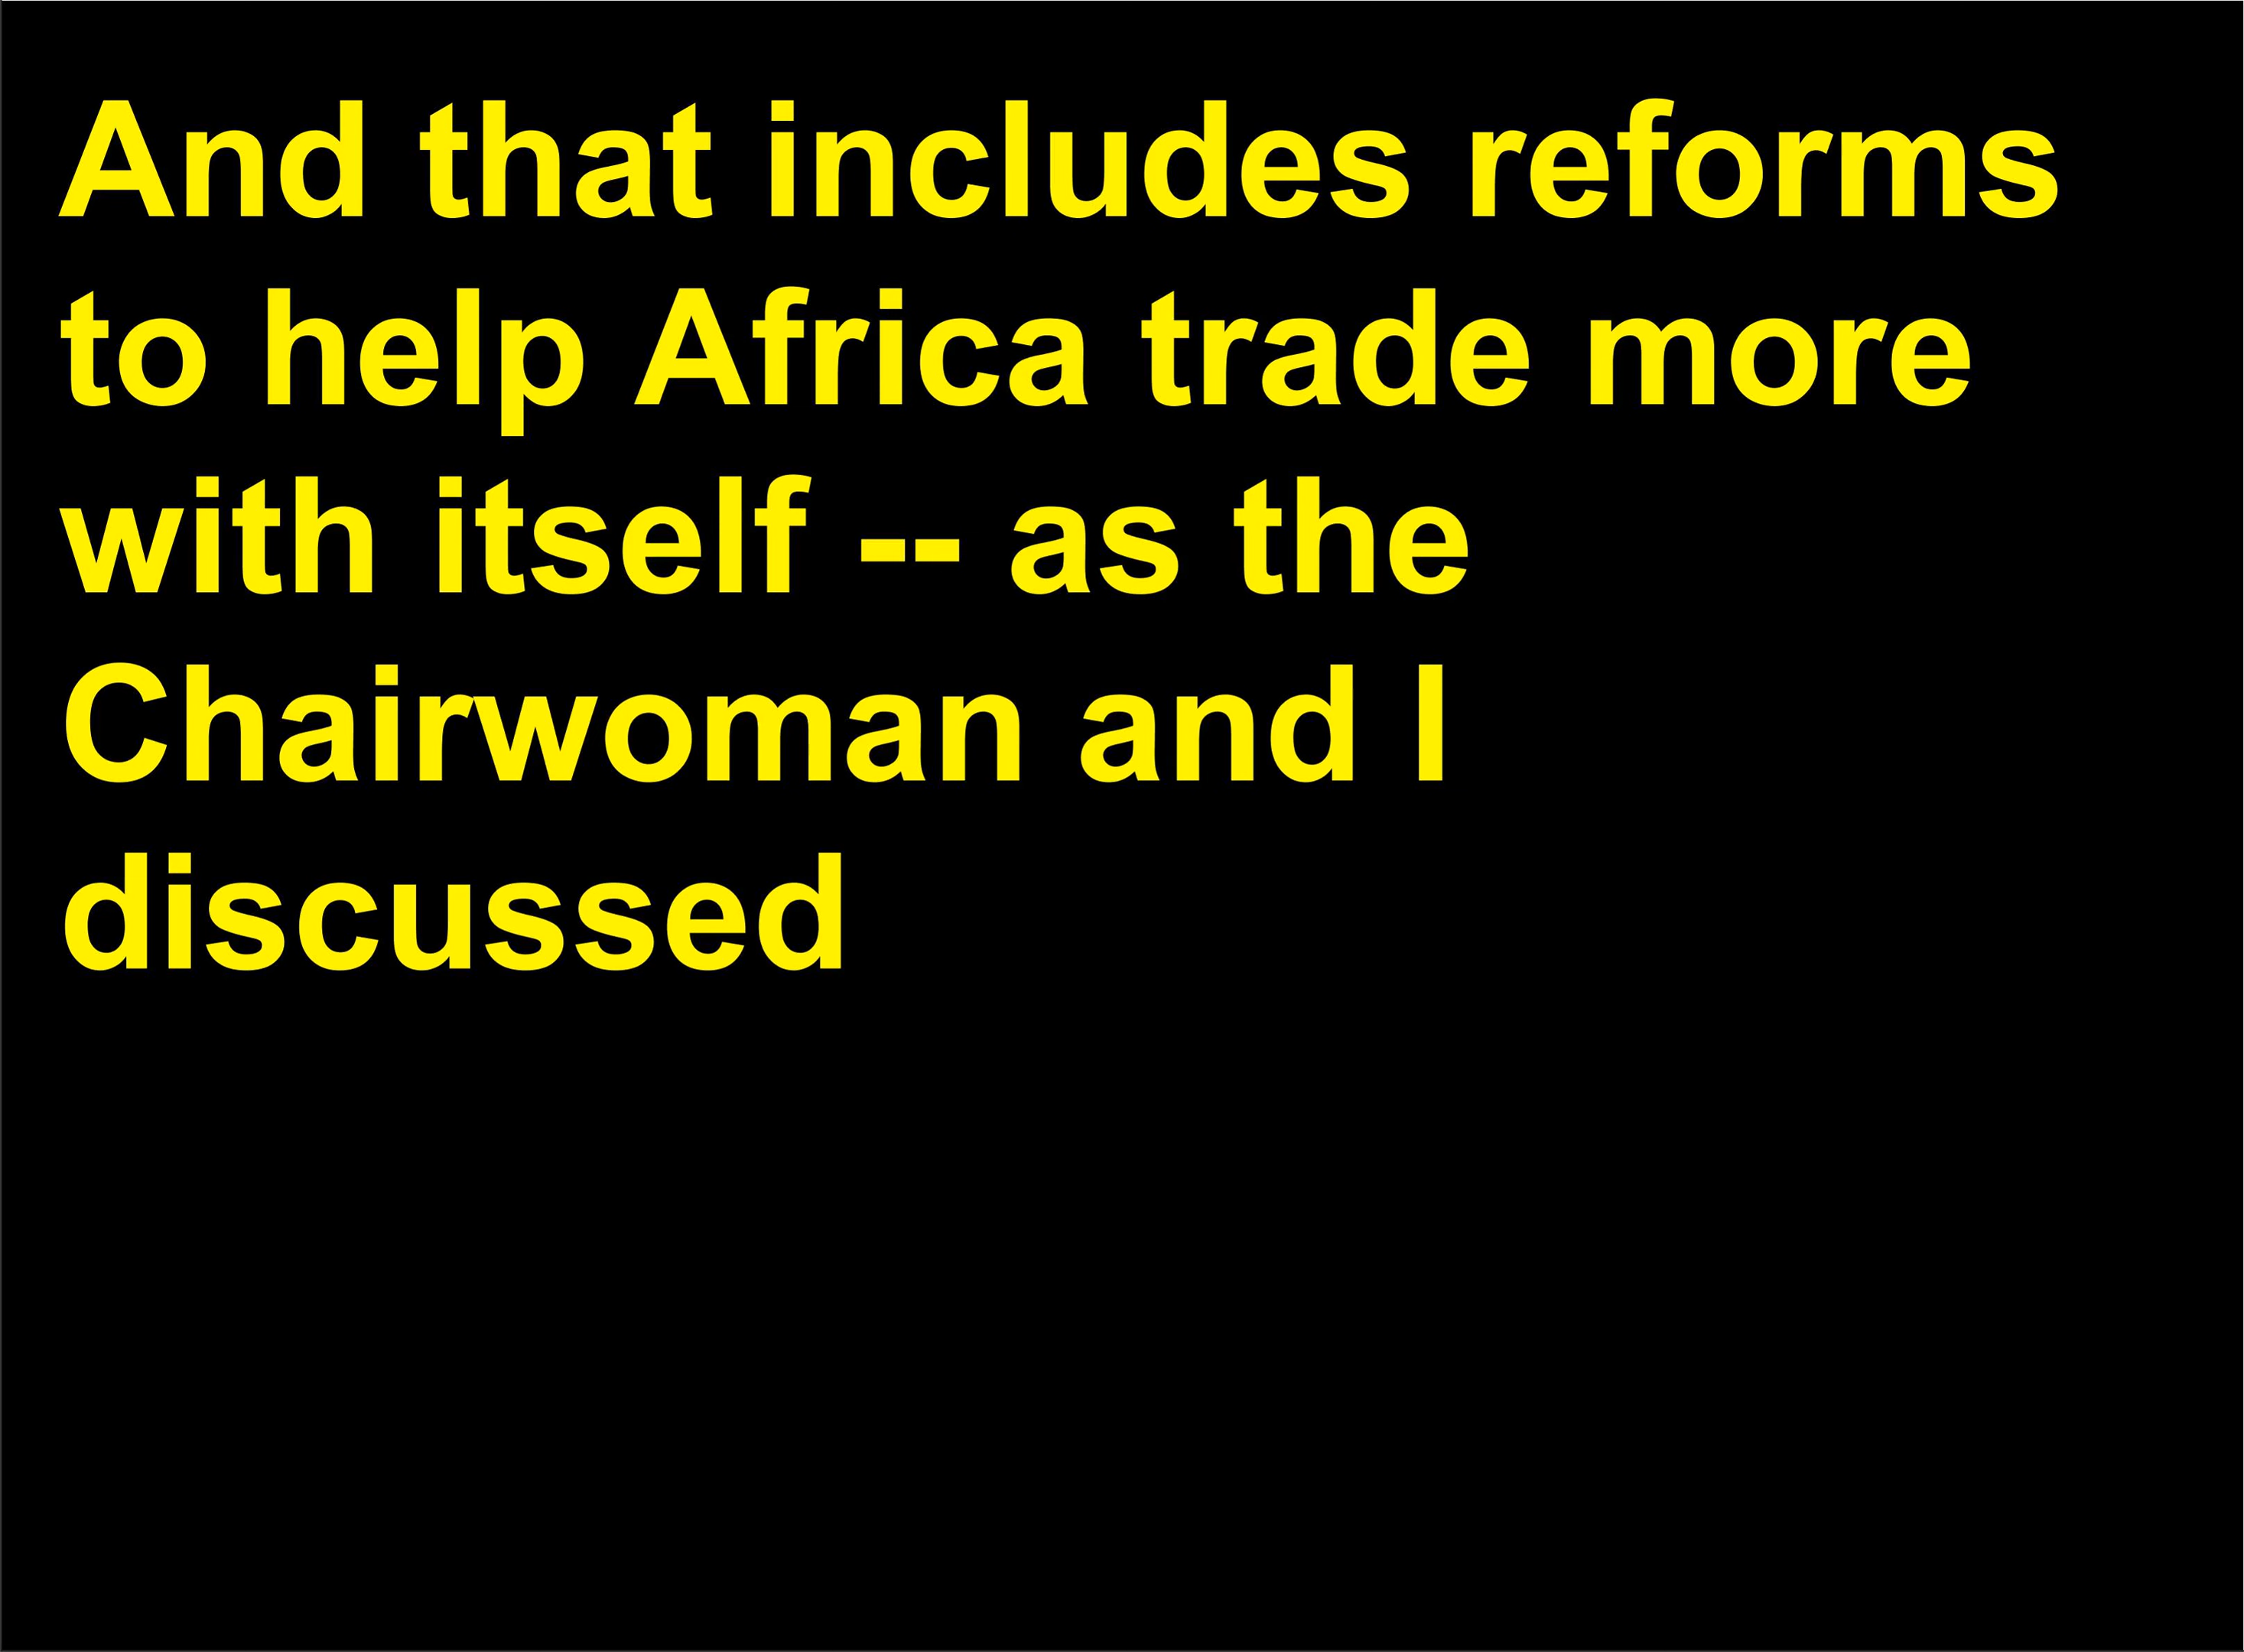 And that includes reforms
to help Africa trade more
with itself -- as the
Chairwoman and I
discussed